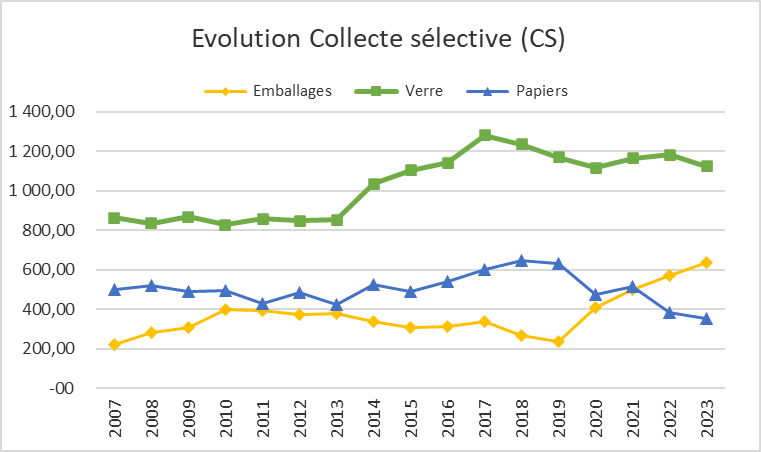 Evolution Collecte sélective (CS)
Emballages Verre Papiers
1 400,00
1 200,00
1 000,00
800,00
600,00
400,00
200,00
-00
2007 2008 2009 2010 2011 2012 2013 2014 2015 2016 2017 2018 2019 2020 2021 2022 2023